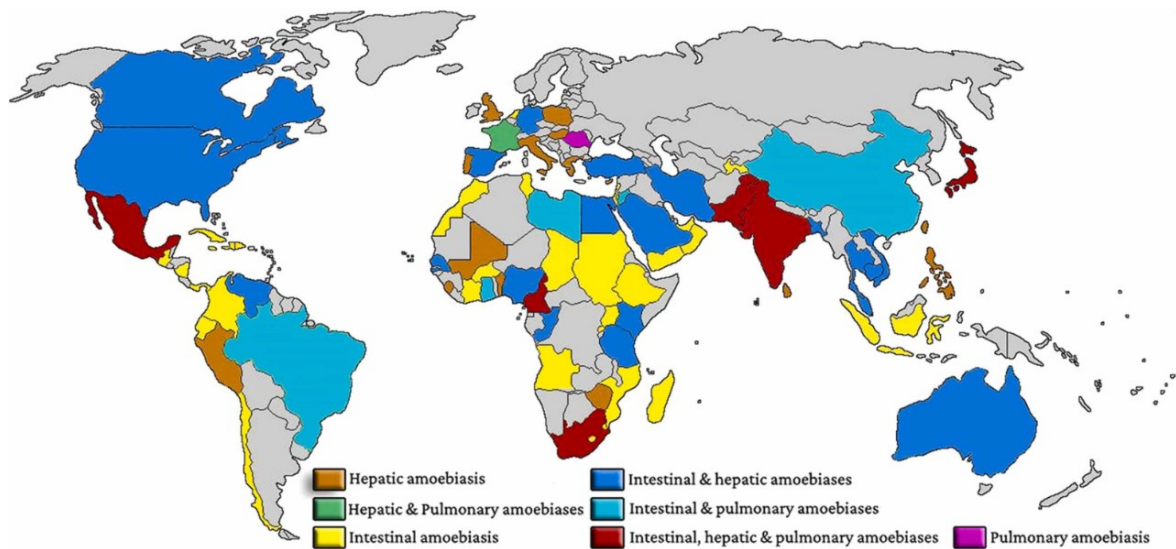 Hepatic amoebiasis
Intestinal & hepatic amoebiases
Hepatic & Pulmonary amoebiases
Intestinal & pulmonary amoebiases
Intestinal amoebiasis
Intestinal, hepatic & pulmonary amoebiases
Pulmonary amoebiasis